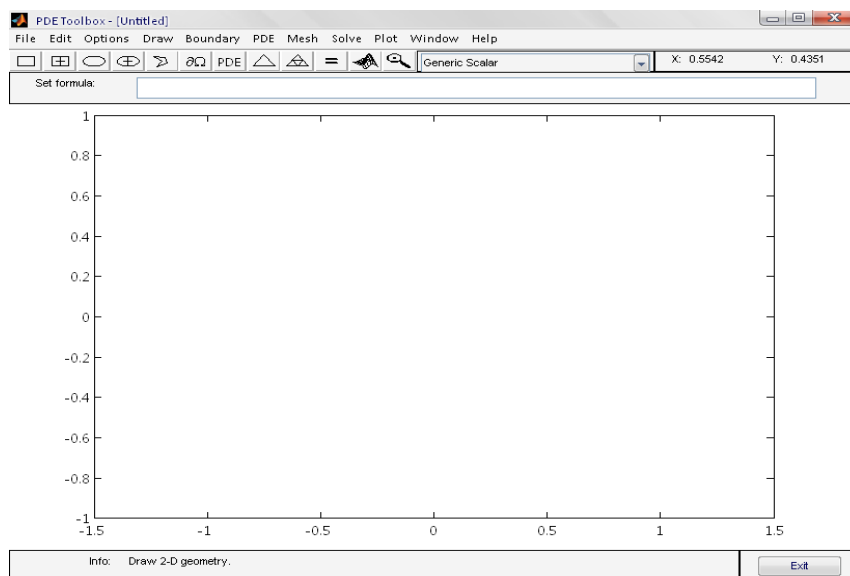 PDE Toolbox - [Untitled]
File Edit Options Draw Boundary PDE Mesh Solve Plot Window Help
∂Ω PDE = Generic Scalar X: 0.5542 Y: 0.4351
Set formula:
1
0.8
0.6
0.4
0.2
0
-0.2
-0.4
-0.6
-0.8
-1
-1.5 -1 -0.5 0 0.5 1 1.5
Info: Draw 2-D geometry. Exit